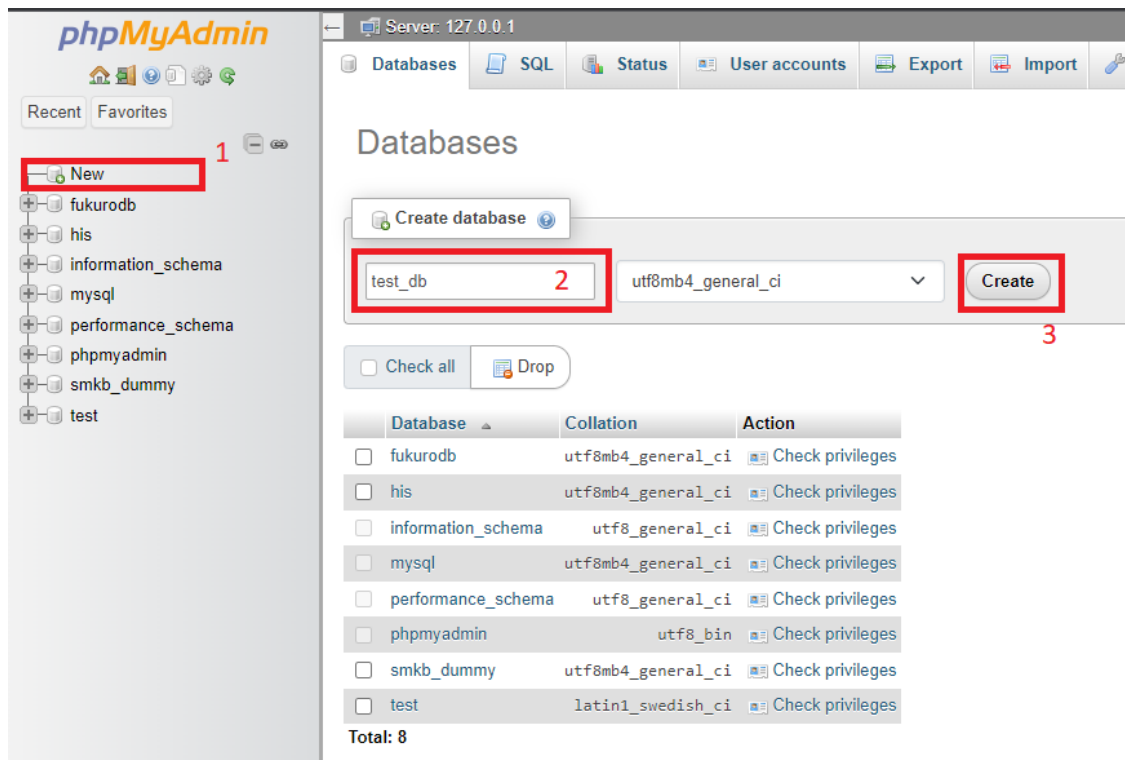 phpMyAdmin
Recent Favorites
1
New
fukurodb
his
information_schema
mysql
performance_schema
phpmyadmin
smkb_dummy
test
Server: 127.0.0.1
Databases SQL Status User accounts Export Import
Databases
Create database
test_db 2 utf8mb4_general_ci Create
3
Check all Drop
Database Collation Action
fukurodb utf8mb4_general_ci Check privileges
his utf8mb4_general_ci Check privileges
information_schema utf8_general_ci Check privileges
mysql utf8mb4_general_ci Check privileges
performance_schema utf8_general_ci Check privileges
phpmyadmin utf8_bin Check privileges
smkb_dummy utf8mb4_general_ci Check privileges
test latin1_swedish_ci Check privileges
Total: 8